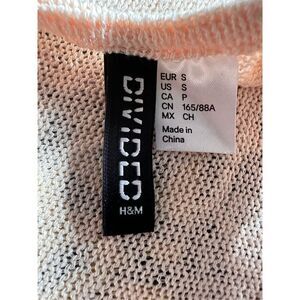 DIVIDED
H&M
EUR S
US S
CA P
CN 165/88A
MX CH
Made in
China